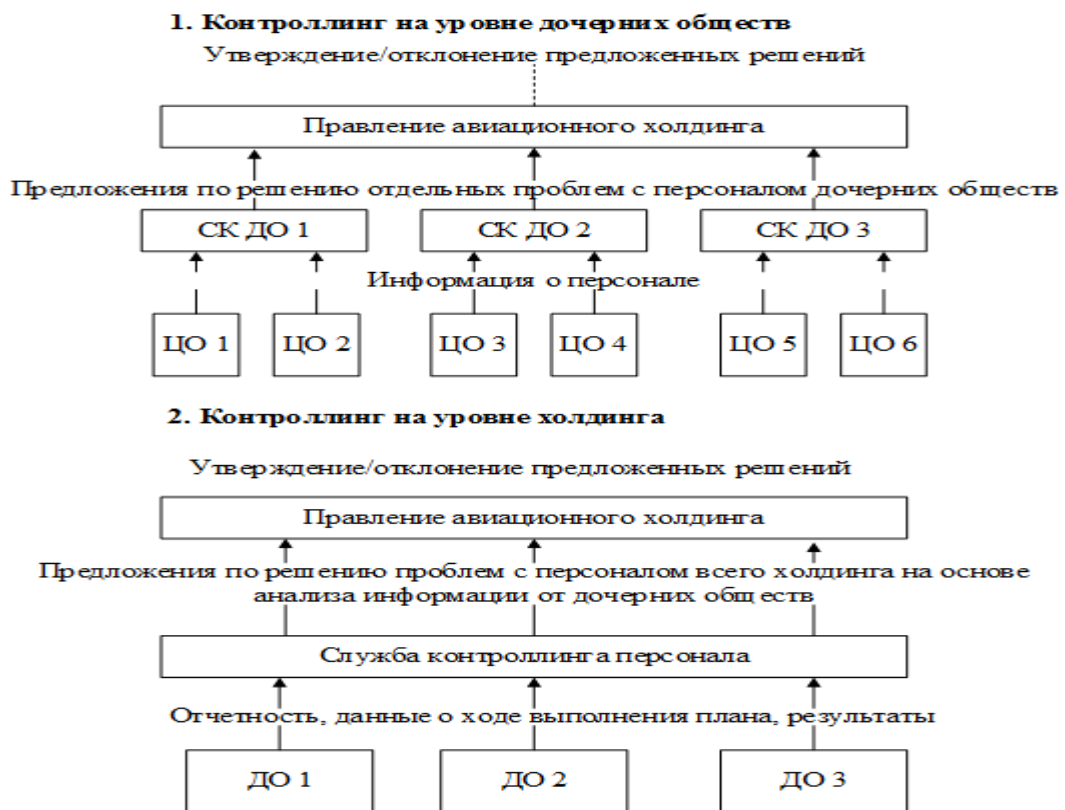 1. Контроллинг на уровне дочерних обществ
Утверждение/отклонение предложенных решений
Правление авиационного холдинга
Предложения по решению отдельных проблем с персоналом дочерних обществ
СК ДО 1 СК ДО 2 СК ДО 3
Информация о персонале
ЦО 1 ЦО 2 ЦО 3 ЦО 4 ЦО 5 ЦО 6
2. Контроллинг на уровне холдинга
Утверждение/отклонение предложенных решений
Правление авиационного холдинга
Предложения по решению проблем с персоналом всего холдинга на основе
анализа информации от дочерних обществ
Служба контроллинга персонала
Отчетность, данные о ходе выполнения плана, результаты
ДО 1 ДО 2 ДО 3